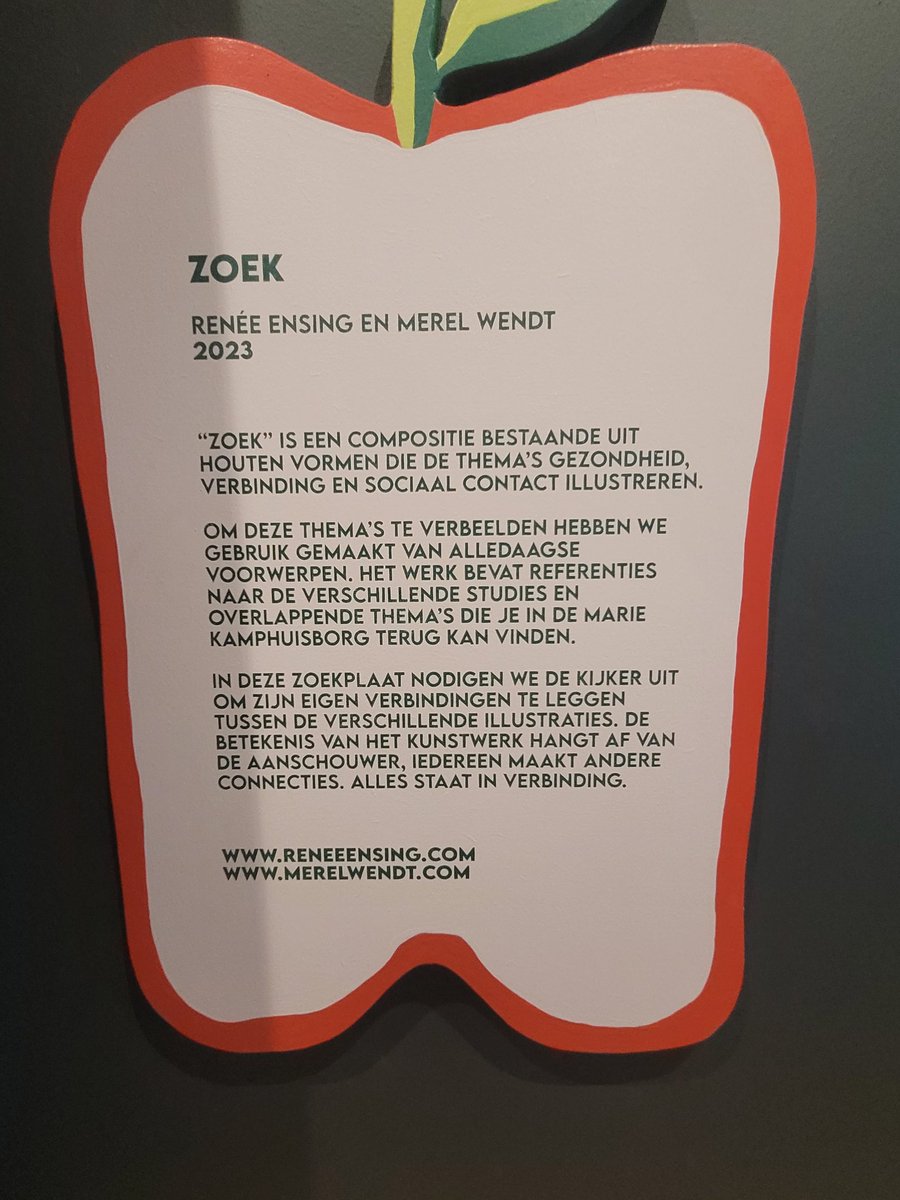 ZOEK
RENÉE ENSING EN MEREL WENDT
2023
“ZOEK” IS EEN COMPOSITIE BESTAANDE UIT
HOUTEN VORMEN DIE DE THEMA’S GEZONDHEID,
VERBINDING EN SOCIAAL CONTACT ILLUSTREREN.
OM DEZE THEMA’S TE VERBEELDEN HEBBEN WE
GEBRUIK GEMAAKT VAN ALLEDAAGSE
VOORWERPEN. HET WERK BEVAT REFERENTIES
NAAR DE VERSCHILLENDE STUDIES EN
OVERLAPPENDE THEMA’S DIE JE IN DE MARIE
KAMPHUISBORG TERUG KAN VINDEN.
IN DEZE ZOEKPLAAT NODIGEN WE DE KIJKER UIT
OM ZIJN EIGEN VERBINDINGEN TE LEGGEN
TUSSEN DE VERSCHILLENDE ILLUSTRATIES. DE
BETEKENIS VAN HET KUNSTWERK HANGT AF VAN
DE AANSCHOUWER, IEDEREEN MAAKT ANDERE
CONNECTIES. ALLES STAAT IN VERBINDING.
WWW.RENEEENSING.COM
WWW.MERELWENDT.COM